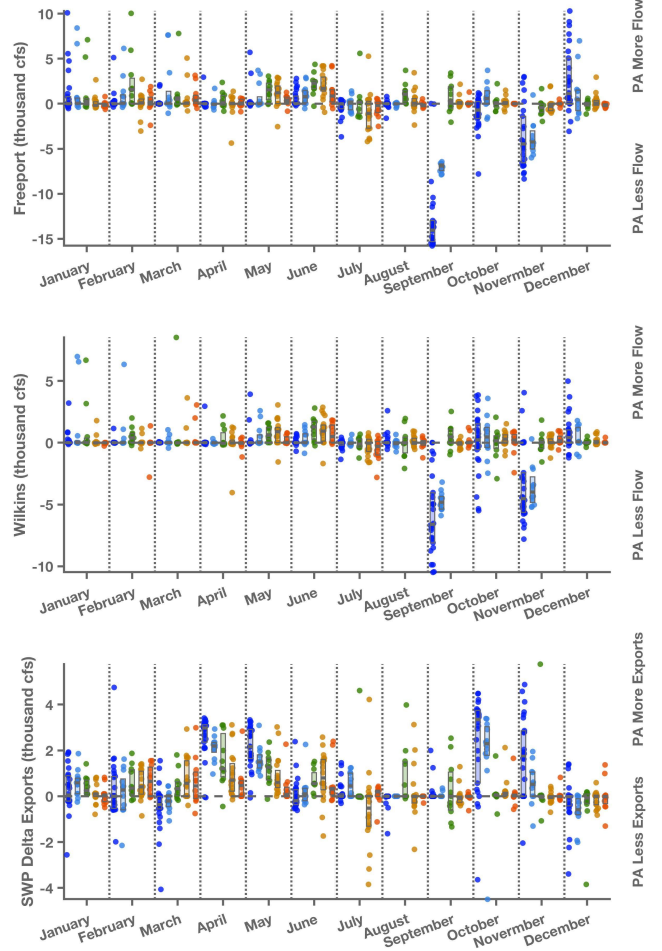 10
5
0
-5
-10
-15
Freeport (thousand cfs)
PA More Flow
PA Less Flow
January
February
March
April
May
June
July
August
September
October
Novermber
December
5
0
-5
-10
Wilkins (thousand cfs)
PA More Flow
PA Less Flow
January
February
March
April
May
June
July
August
September
October
Novermber
December
4
2
0
-2
-4
SWP Delta Exports (thousand cfs)
PA More Exports
PA Less Exports
January
February
March
April
May
June
July
August
September
October
Novermber
December